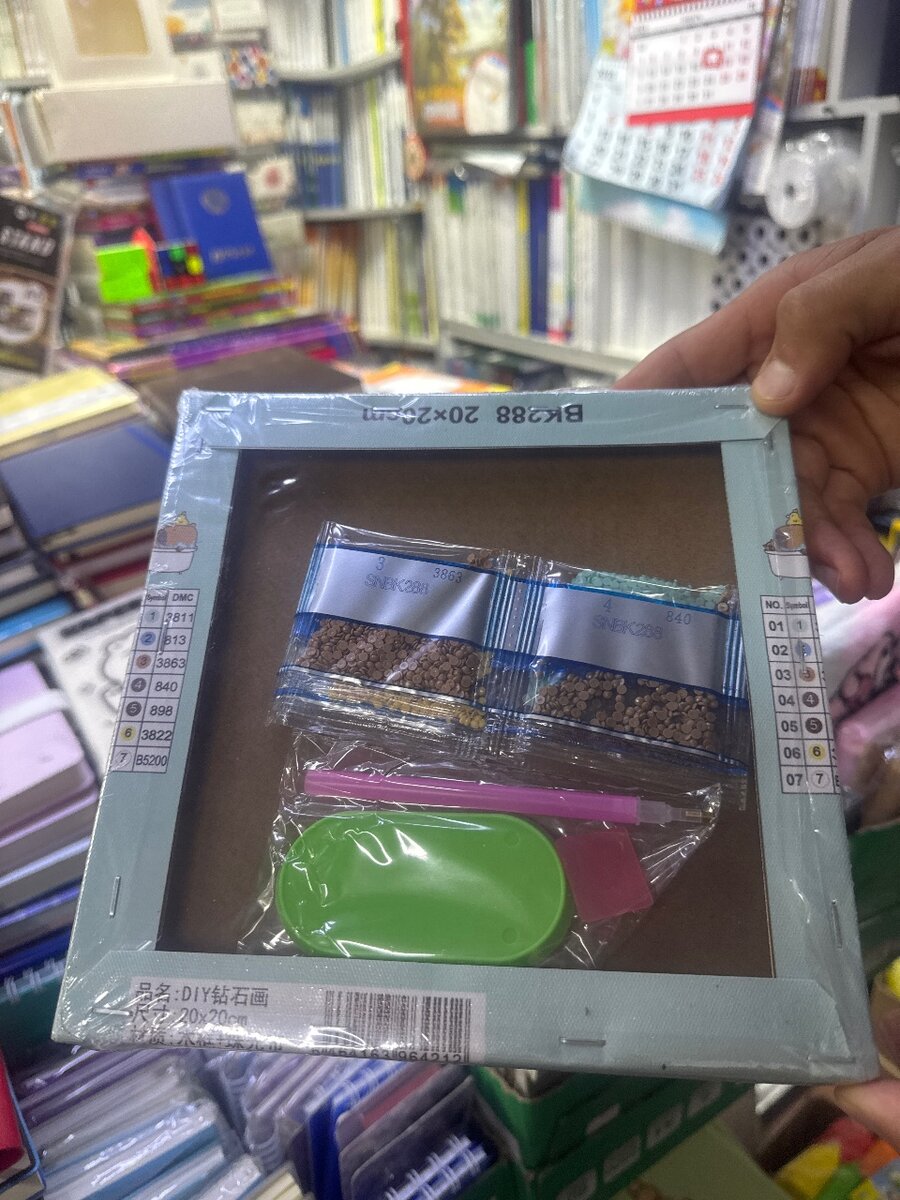 BK288 20×20cm
3 3863
SNBK288
4 840
SNBK288
Symbol DMC
1 3811
2 813
3 3863
4 840
5 898
6 3822
7 B5200
NO. Symbol
01 1
02 2
03 3
04 4
05 5
06 6
07 7
品名:DIY钻石画
尺寸:20x20cm